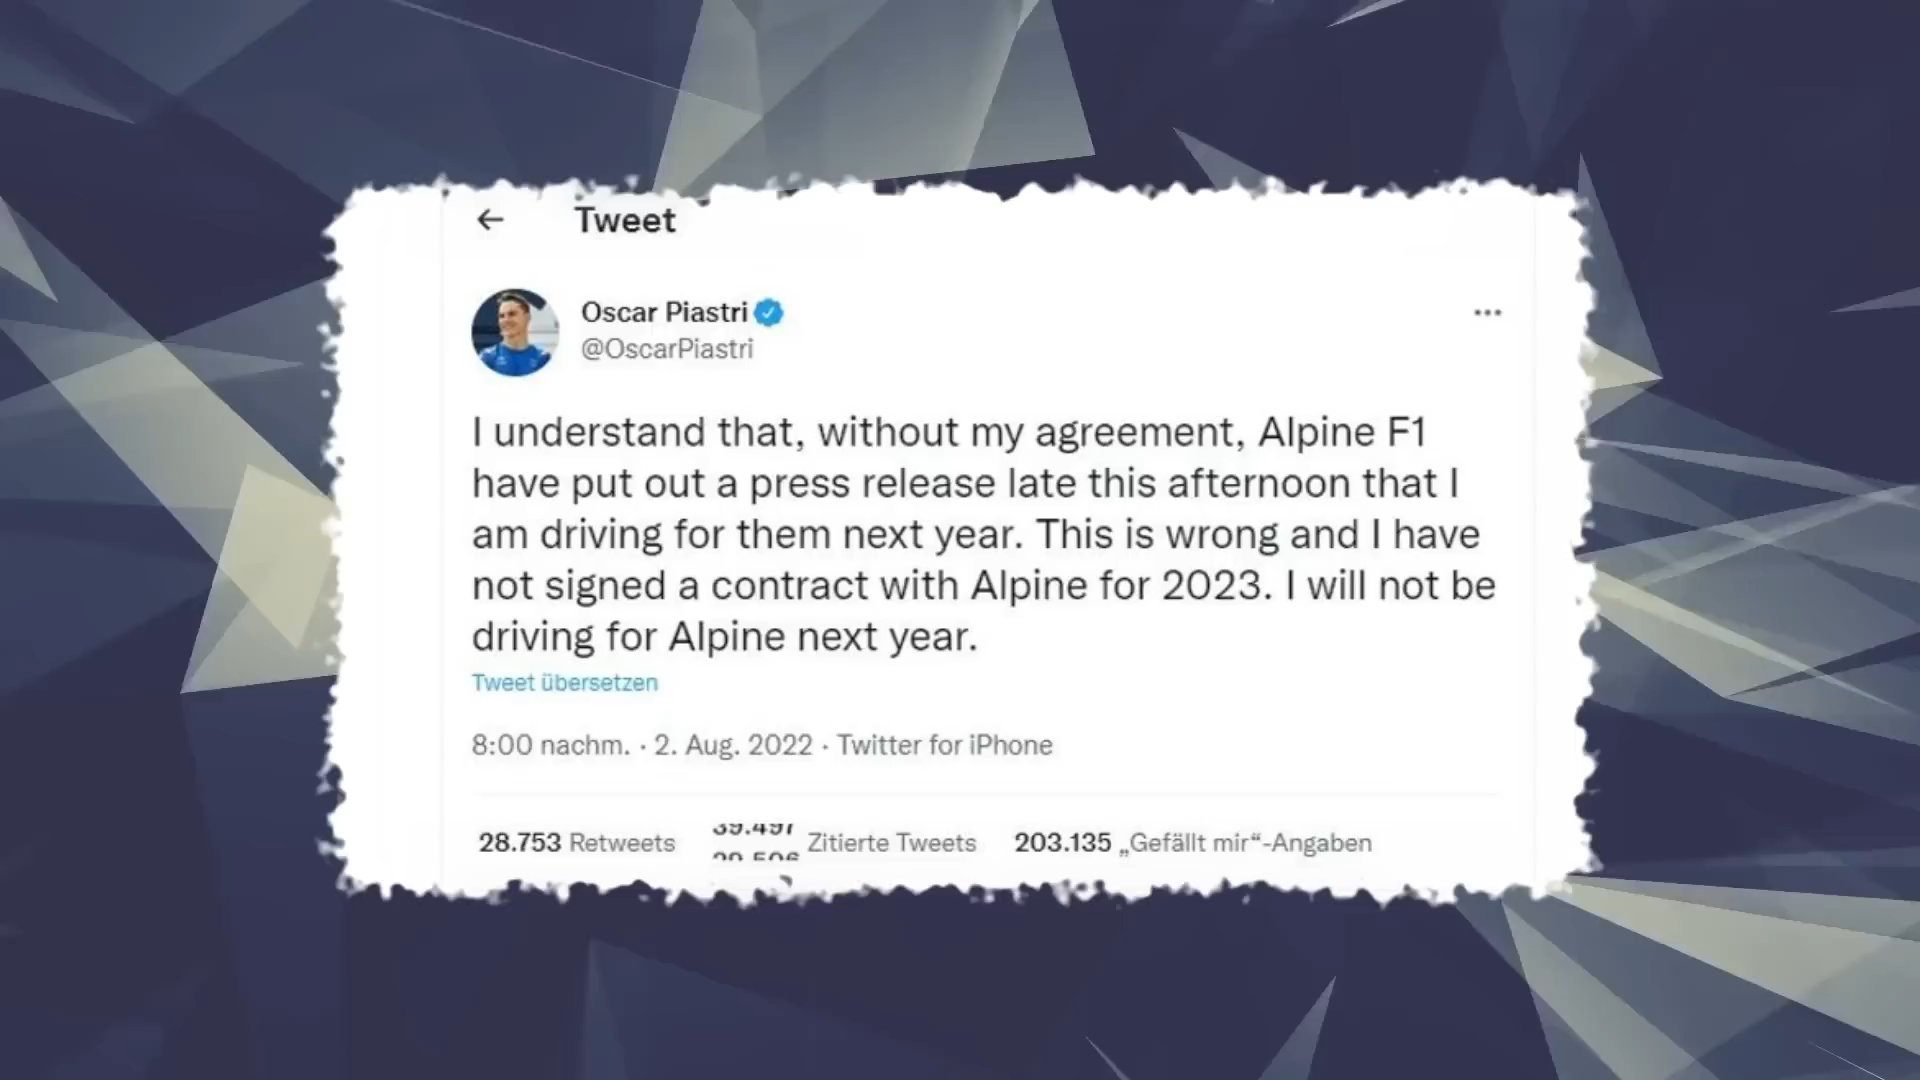 Tweet
Oscar Piastri
@OscarPiastri
I understand that, without my agreement, Alpine F1
have put out a press release late this afternoon that I
am driving for them next year. This is wrong and I have
not signed a contract with Alpine for 2023. I will not be
driving for Alpine next year.
Tweet übersetzen
8:00 nachm. · 2. Aug. 2022 · Twitter for iPhone
28.753 Retweets Zitierte Tweets 203.135 „Gefällt mir“-Angaben